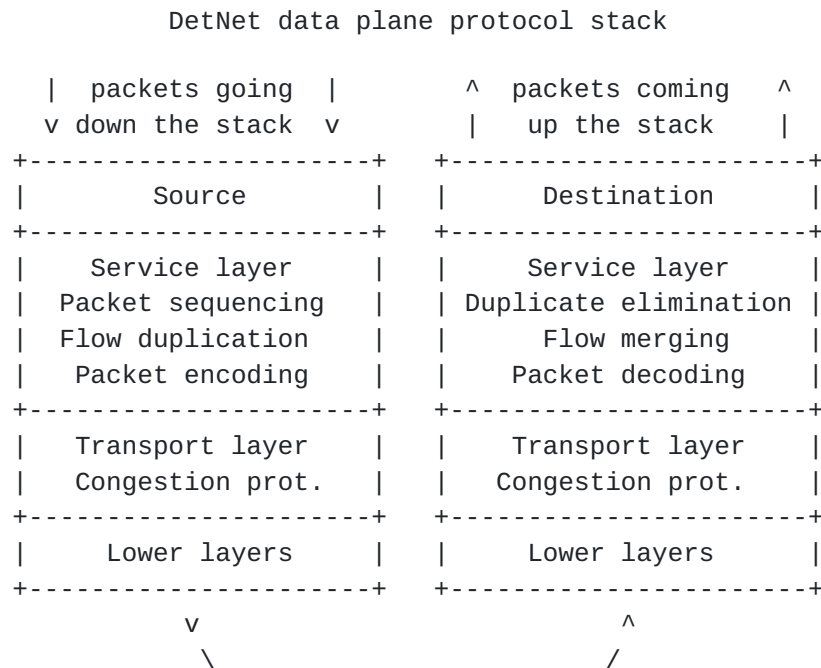 DetNet data plane protocol stack
|  packets going  |        ^  packets coming   ^
v down the stack  v        |   up the stack    |
+----------------------+   +-----------------------+
|        Source        |   |      Destination      |
+----------------------+   +-----------------------+
|    Service layer     |   |     Service layer     |
|  Packet sequencing   |   | Duplicate elimination |
|  Flow duplication    |   |      Flow merging     |
|   Packet encoding    |   |    Packet decoding    |
+----------------------+   +-----------------------+
|   Transport layer    |   |    Transport layer    |
|   Congestion prot.   |   |   Congestion prot.    |
+----------------------+   +-----------------------+
|     Lower layers     |   |     Lower layers      |
+----------------------+   +-----------------------+
v                           ^
\                         /